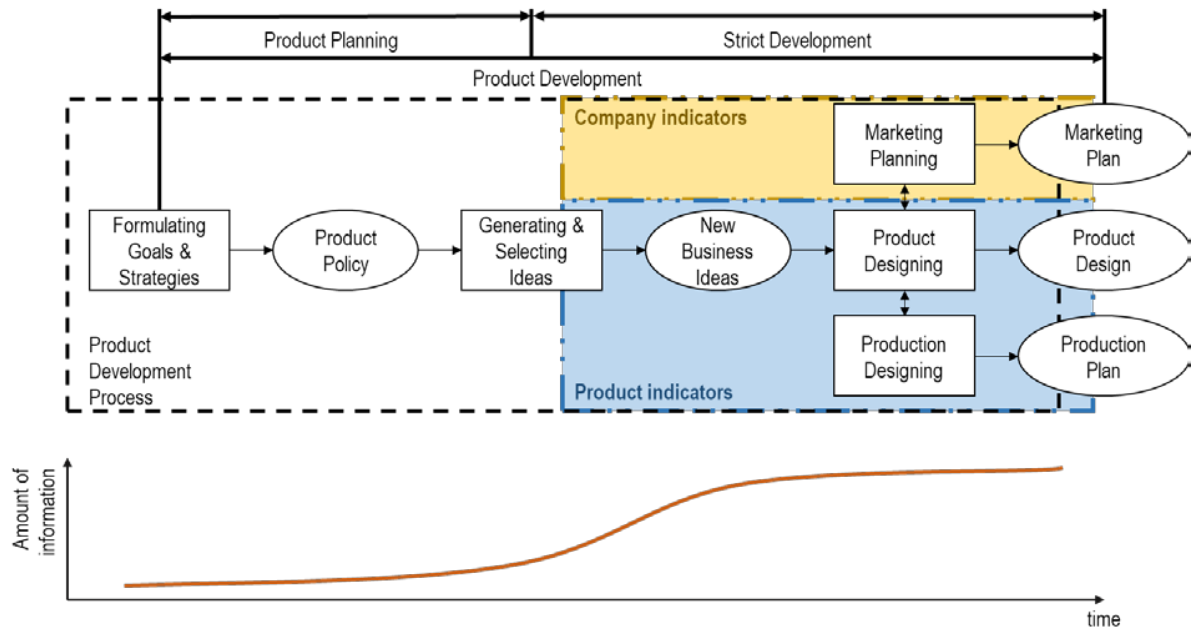 Product Planning
Strict Development
Product Development
Company indicators
Marketing
Planning
Marketing
Plan
Formulating
Goals &
Strategies
Product
Policy
Generating &
Selecting
Ideas
New
Business
Ideas
Product
Designing
Product
Design
Product
Development
Process
Production
Designing
Production
Plan
Product indicators
Amount of
information
time